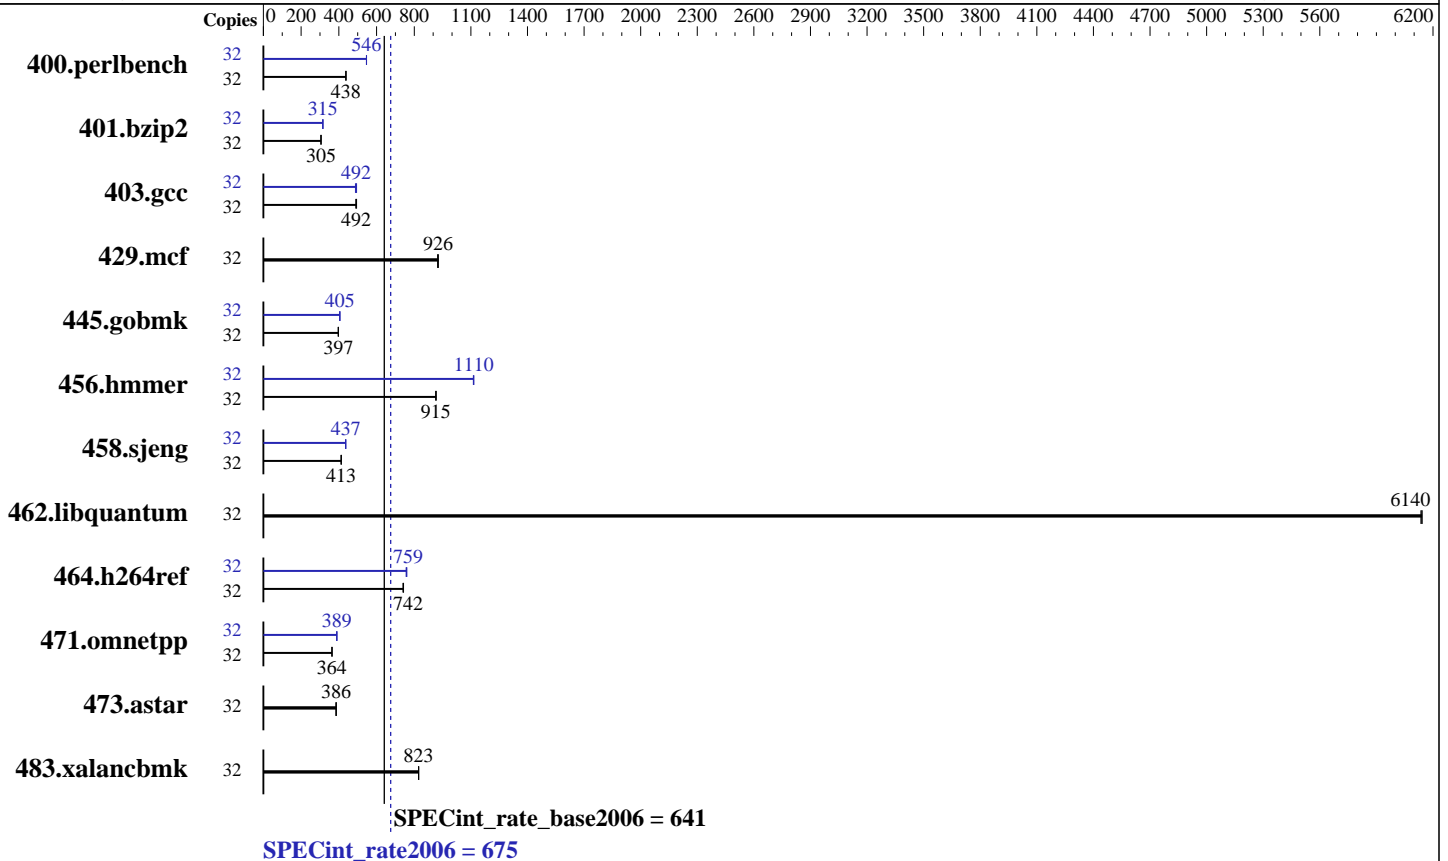 Copies 0 200 400 600 800 1100 1400 1700 2000 2300 2600 2900 3200 3500 3800 4100 4400 4700 5000 5300 5600 6200
400.perlbench 32 546
32 438
401.bzip2 32 315
32 305
403.gcc 32 492
32 492
429.mcf 32 926
445.gobmk 32 405
32 397
456.hmmer 32 1110
32 915
458.sjeng 32 437
32 413
462.libquantum 32 6140
464.h264ref 32 759
32 742
471.omnetpp 32 389
32 364
473.astar 32 386
483.xalancbmk 32 823
SPECint_rate_base2006 = 641
SPECint_rate2006 = 675